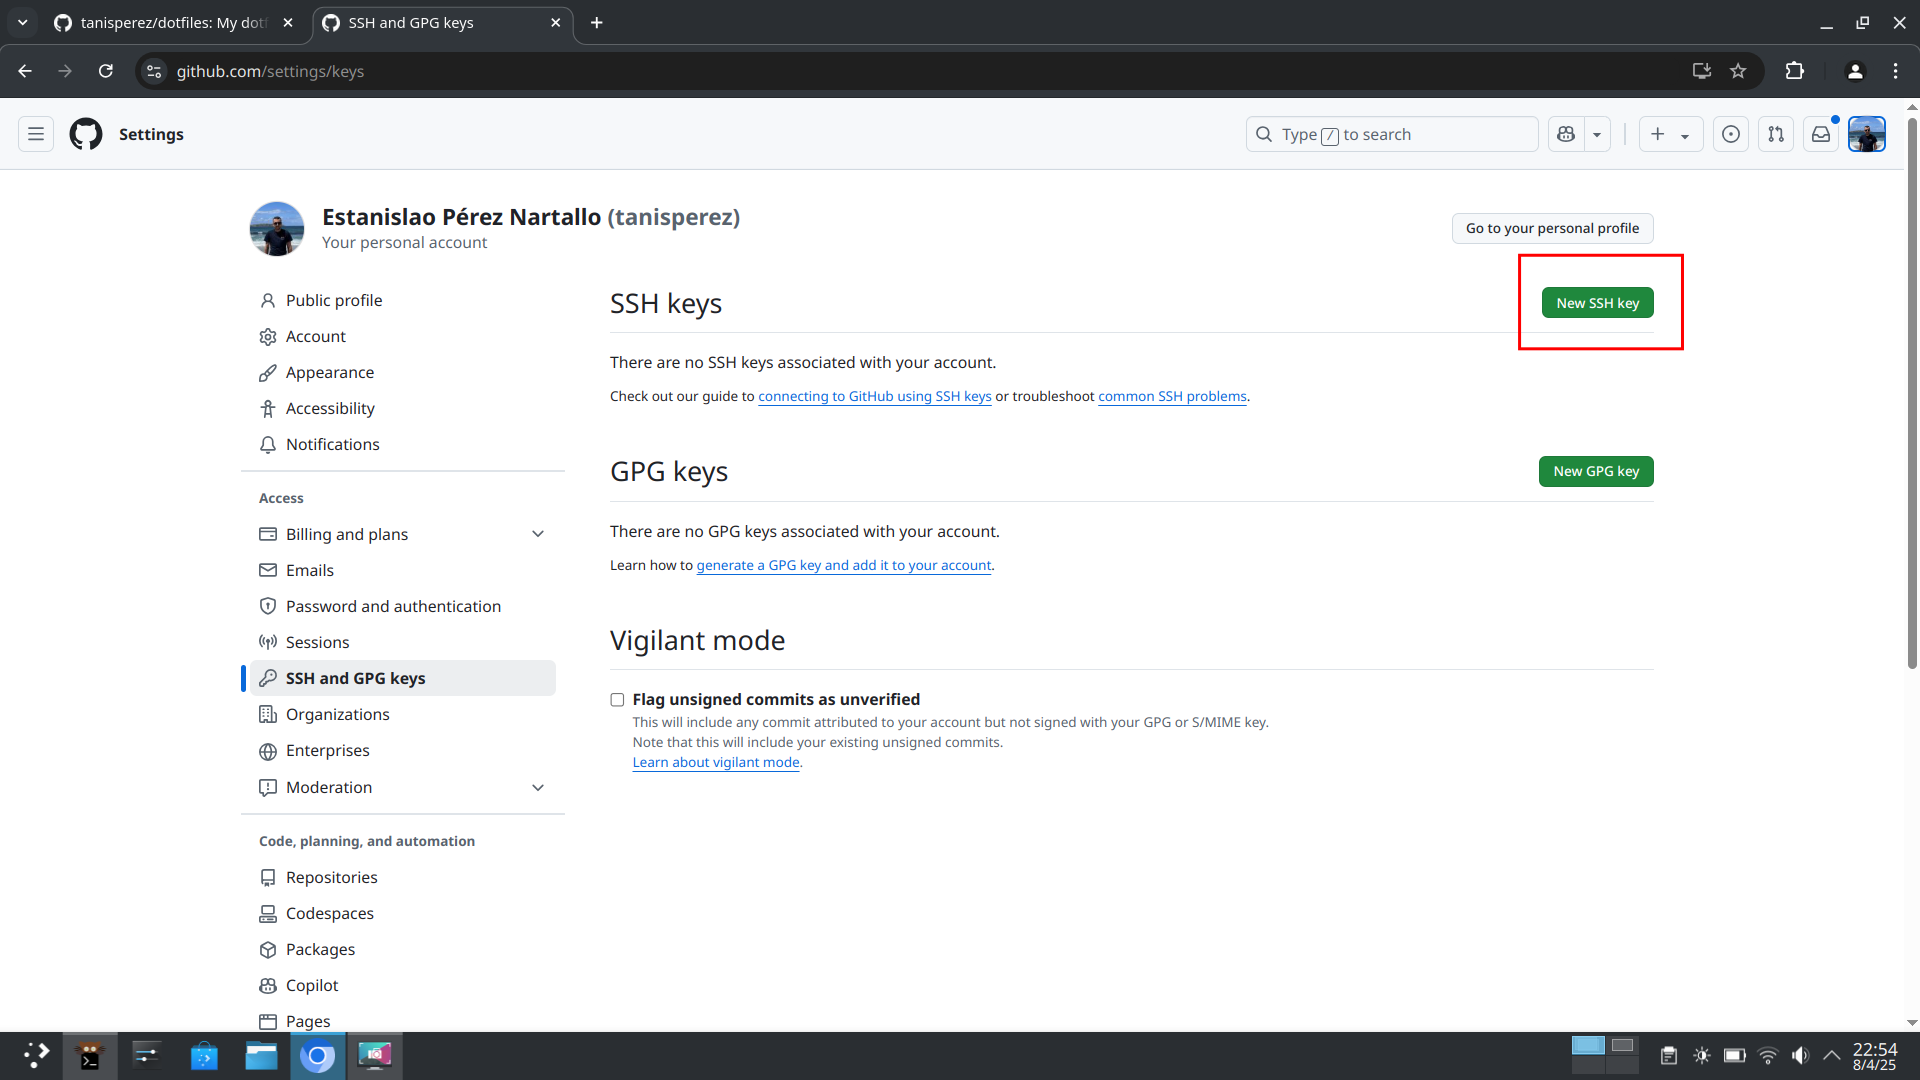 tanisperez/dotfiles: My dotf
SSH and GPG keys
github.com/settings/keys
Settings
Type / to search
Estanislao Pérez Nartallo (tanisperez)
Your personal account
Go to your personal profile
Public profile
Account
Appearance
Accessibility
Notifications
Access
Billing and plans
Emails
Password and authentication
Sessions
SSH and GPG keys
Organizations
Enterprises
Moderation
Code, planning, and automation
Repositories
Codespaces
Packages
Copilot
Pages
SSH keys
New SSH key
There are no SSH keys associated with your account.
Check out our guide to connecting to GitHub using SSH keys or troubleshoot common SSH problems.
GPG keys
New GPG key
There are no GPG keys associated with your account.
Learn how to generate a GPG key and add it to your account.
Vigilant mode
Flag unsigned commits as unverified
This will include any commit attributed to your account but not signed with your GPG or S/MIME key.
Note that this will include your existing unsigned commits.
Learn about vigilant mode.
22:54
8/4/25